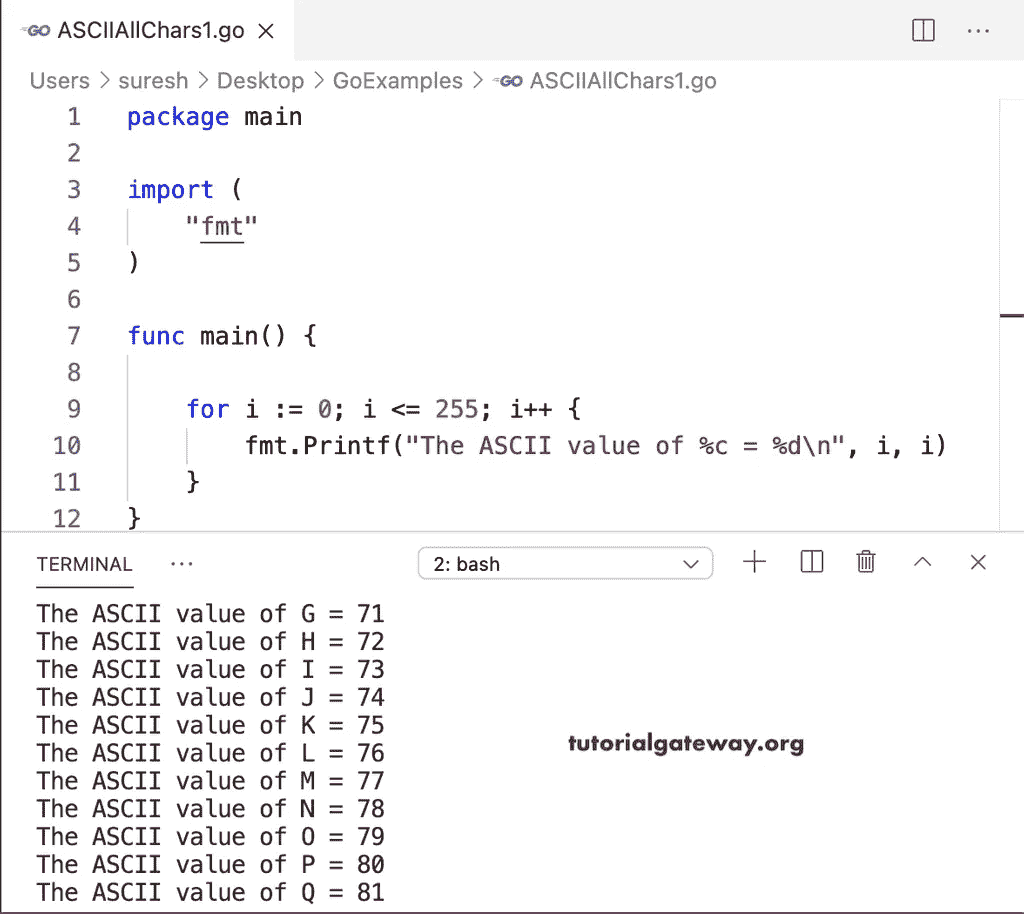 GO ASCIIAllChars1.go
Users > suresh > Desktop > GoExamples > GO ASCIIAllChars1.go
1 package main
2
3 import (
4     "fmt"
5 )
6
7 func main() {
8
9     for i := 0; i <= 255; i++ {
10         fmt.Printf("The ASCII value of %c = %d\n", i, i)
11     }
12 }
TERMINAL ··· 2: bash
The ASCII value of G = 71
The ASCII value of H = 72
The ASCII value of I = 73
The ASCII value of J = 74
The ASCII value of K = 75
The ASCII value of L = 76
The ASCII value of M = 77
The ASCII value of N = 78
The ASCII value of O = 79
The ASCII value of P = 80
The ASCII value of Q = 81
tutorialgateway.org